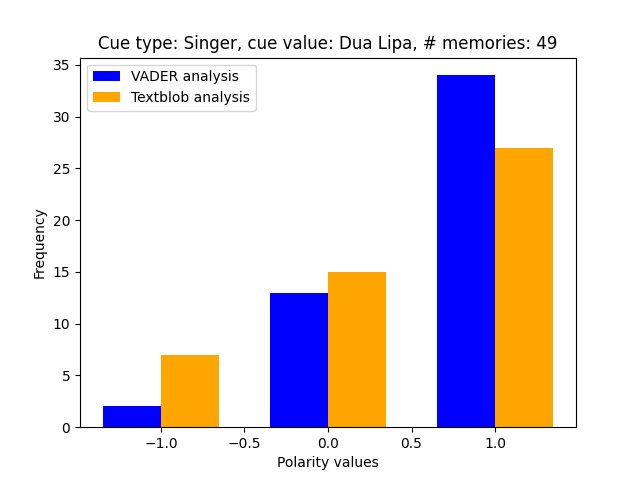 Cue type: Singer, cue value: Dua Lipa, # memories: 49
VADER analysis
Textblob analysis
Frequency
35
30
25
20
15
10
5
0
−1.0 −0.5 0.0 0.5 1.0
Polarity values